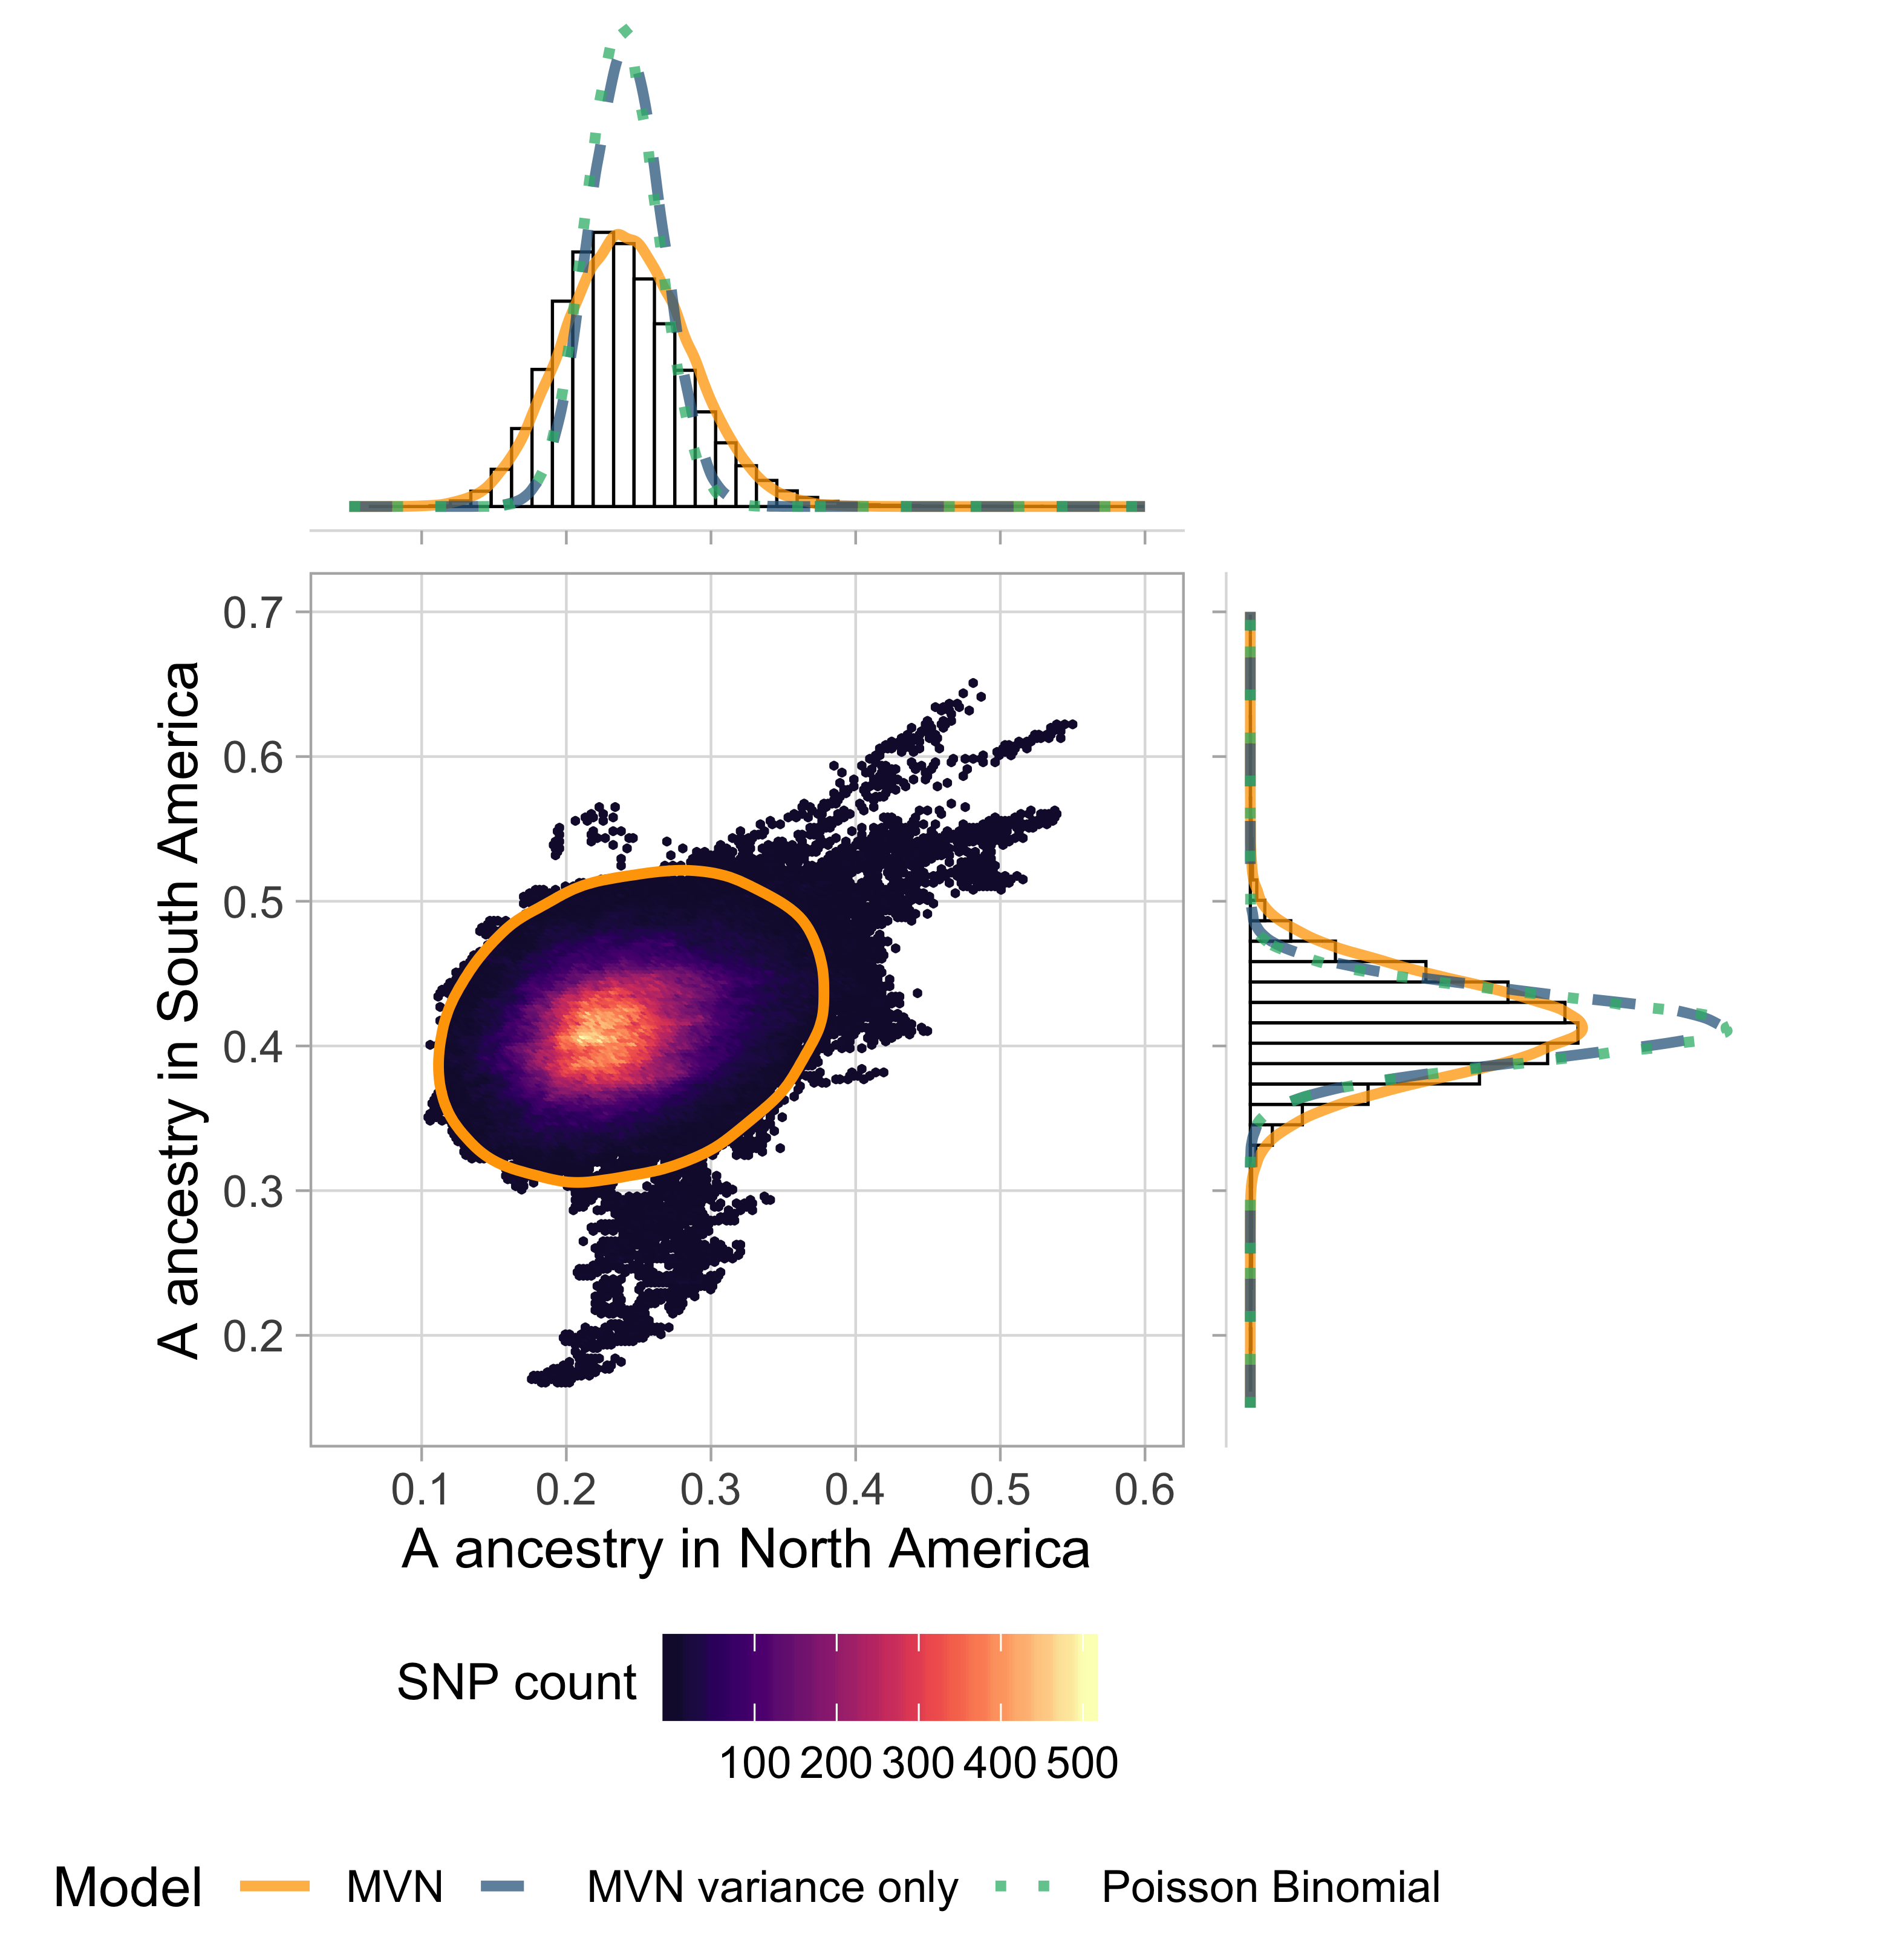 A ancestry in South America
0.7
0.6
0.5
0.4
0.3
0.2
0.1 0.2 0.3 0.4 0.5 0.6
A ancestry in North America
SNP count
100 200 300 400 500
Model MVN MVN variance only Poisson Binomial